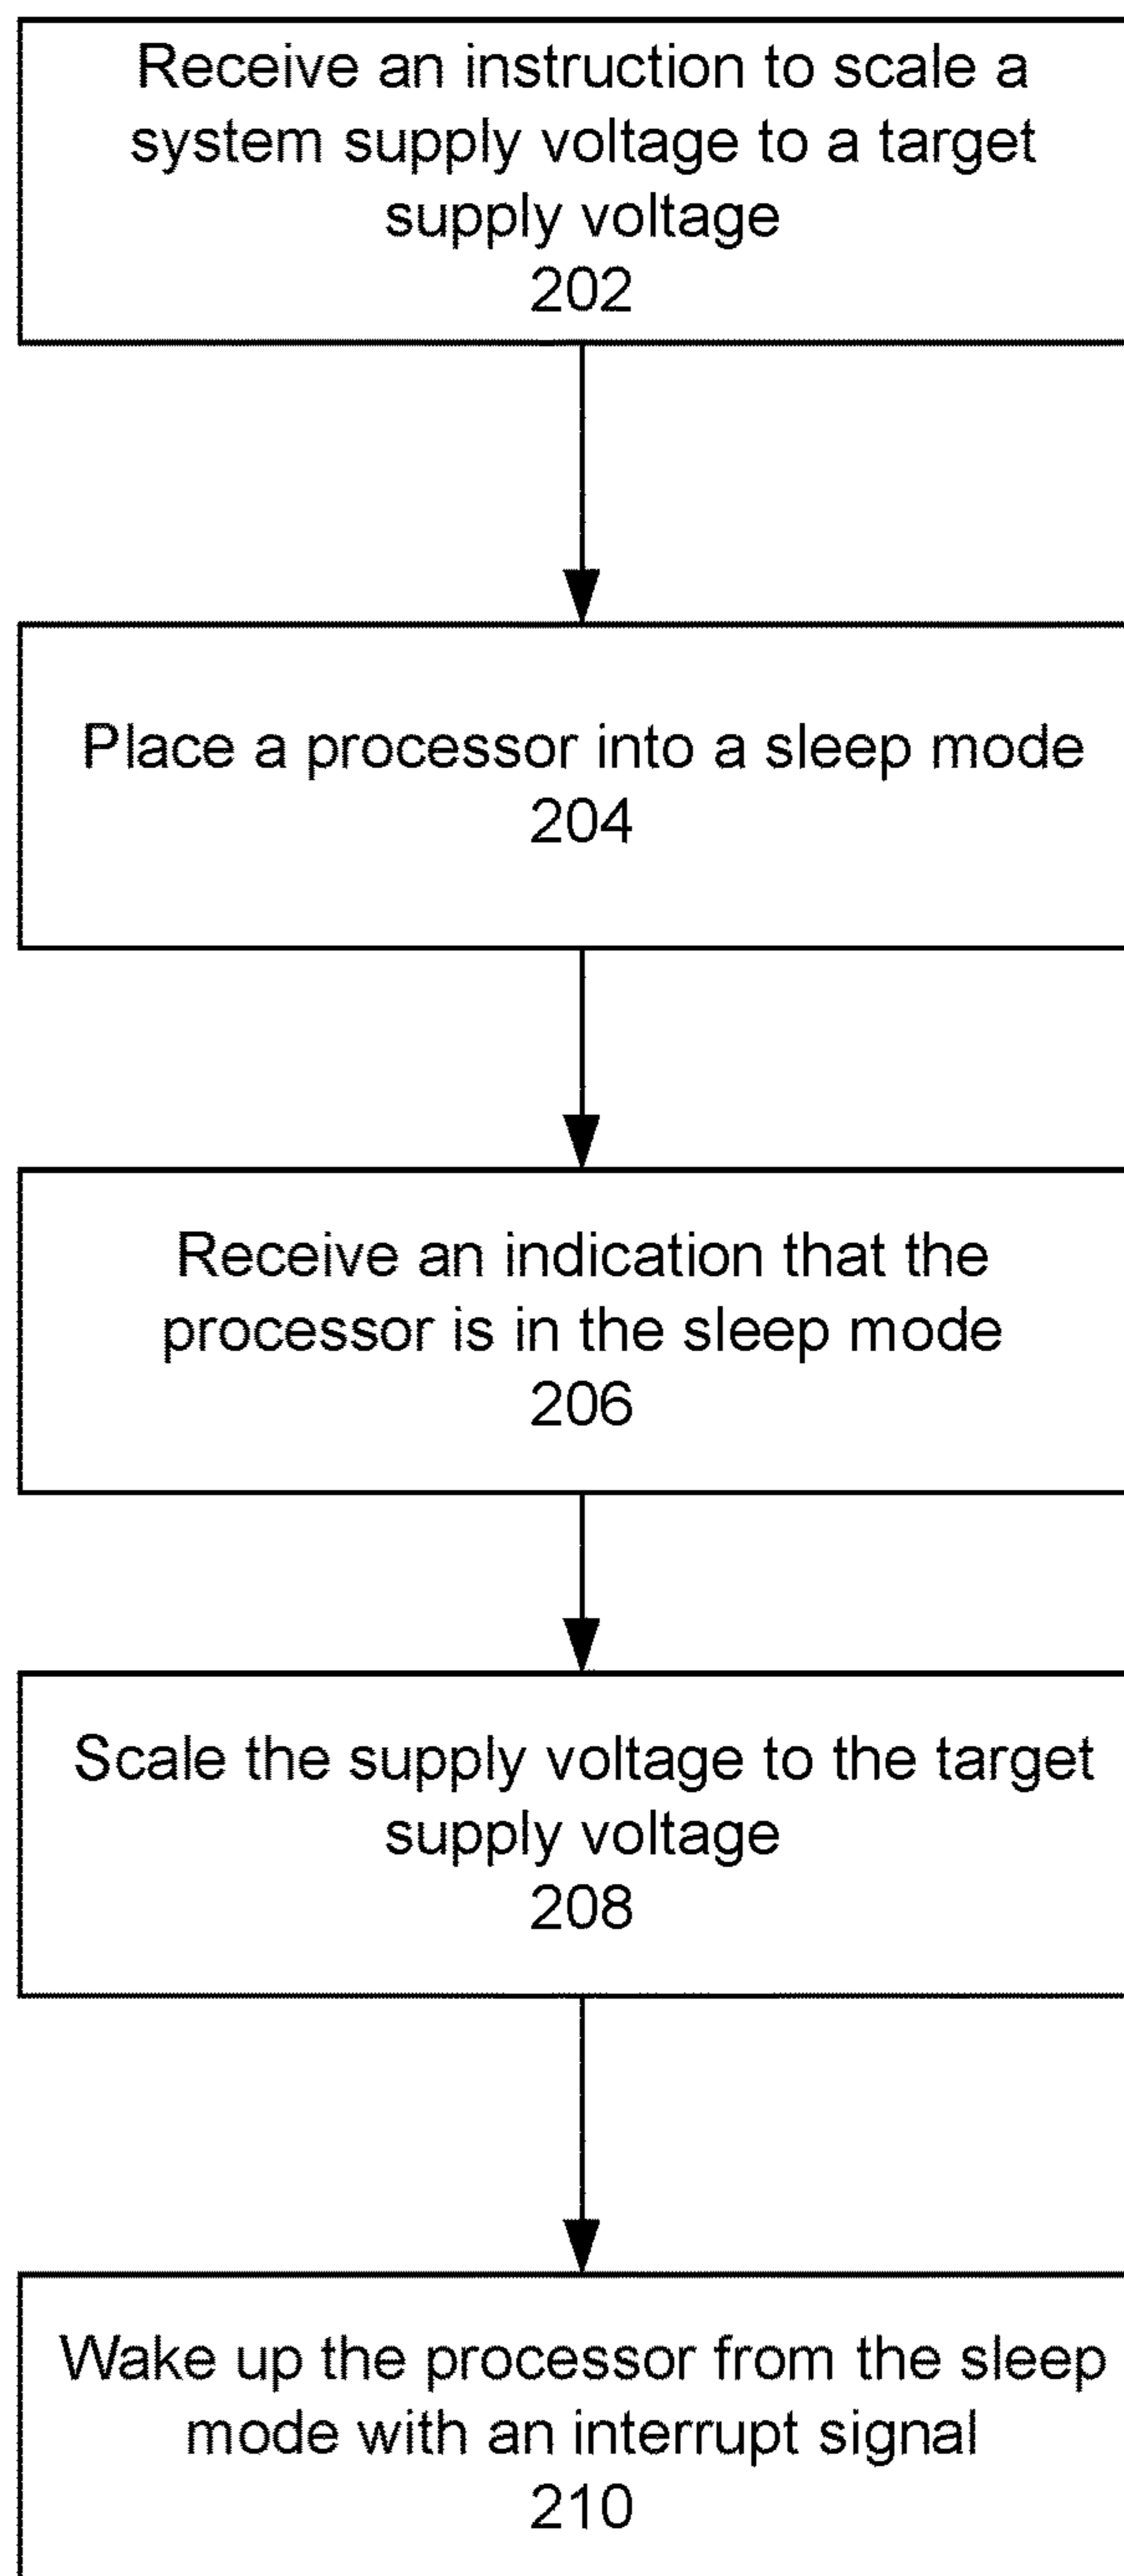 Receive an instruction to scale a
system supply voltage to a target
supply voltage
202
Place a processor into a sleep mode
204
Receive an indication that the
processor is in the sleep mode
206
Scale the supply voltage to the target
supply voltage
208
Wake up the processor from the sleep
mode with an interrupt signal
210